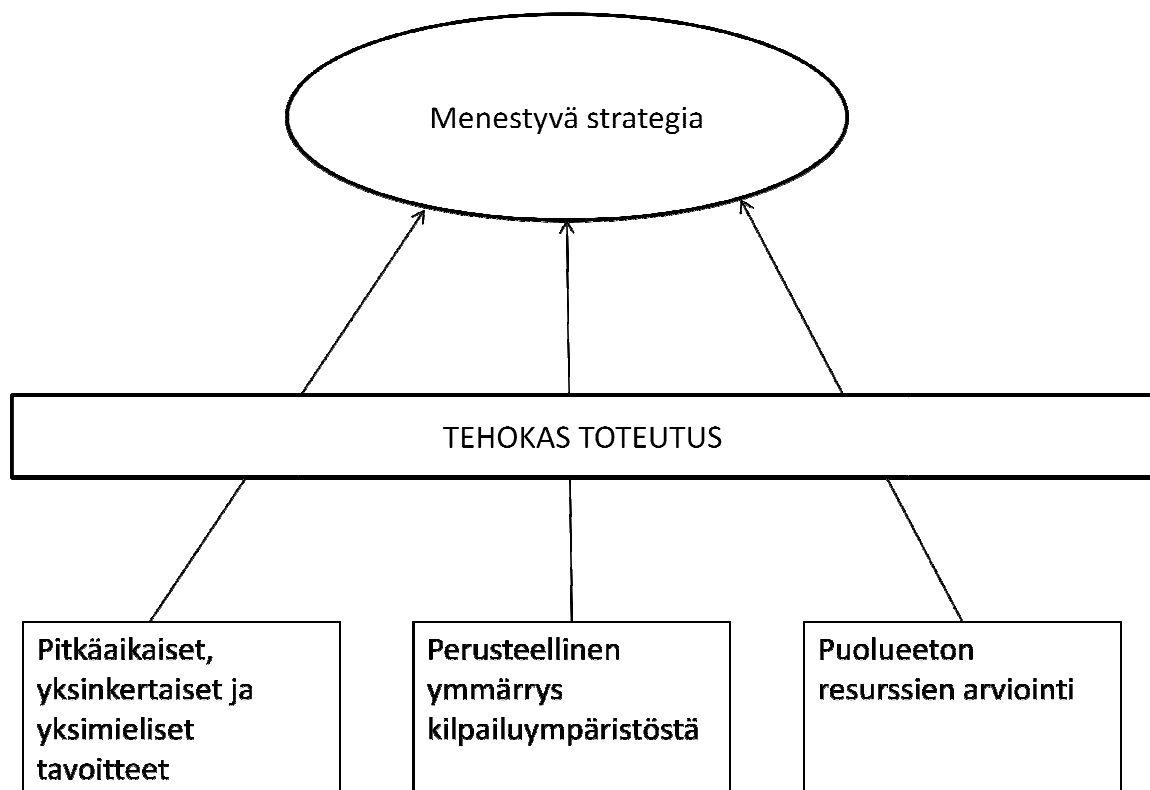 Menestyvä strategia
TEHOKAS TOTEUTUS
Pitkäaikaiset,
yksinkertaiset ja
yksimieliset
tavoitteet
Perusteellinen
ymmärrys
kilpailuympäristöstä
Puolueeton
resurssien arviointi